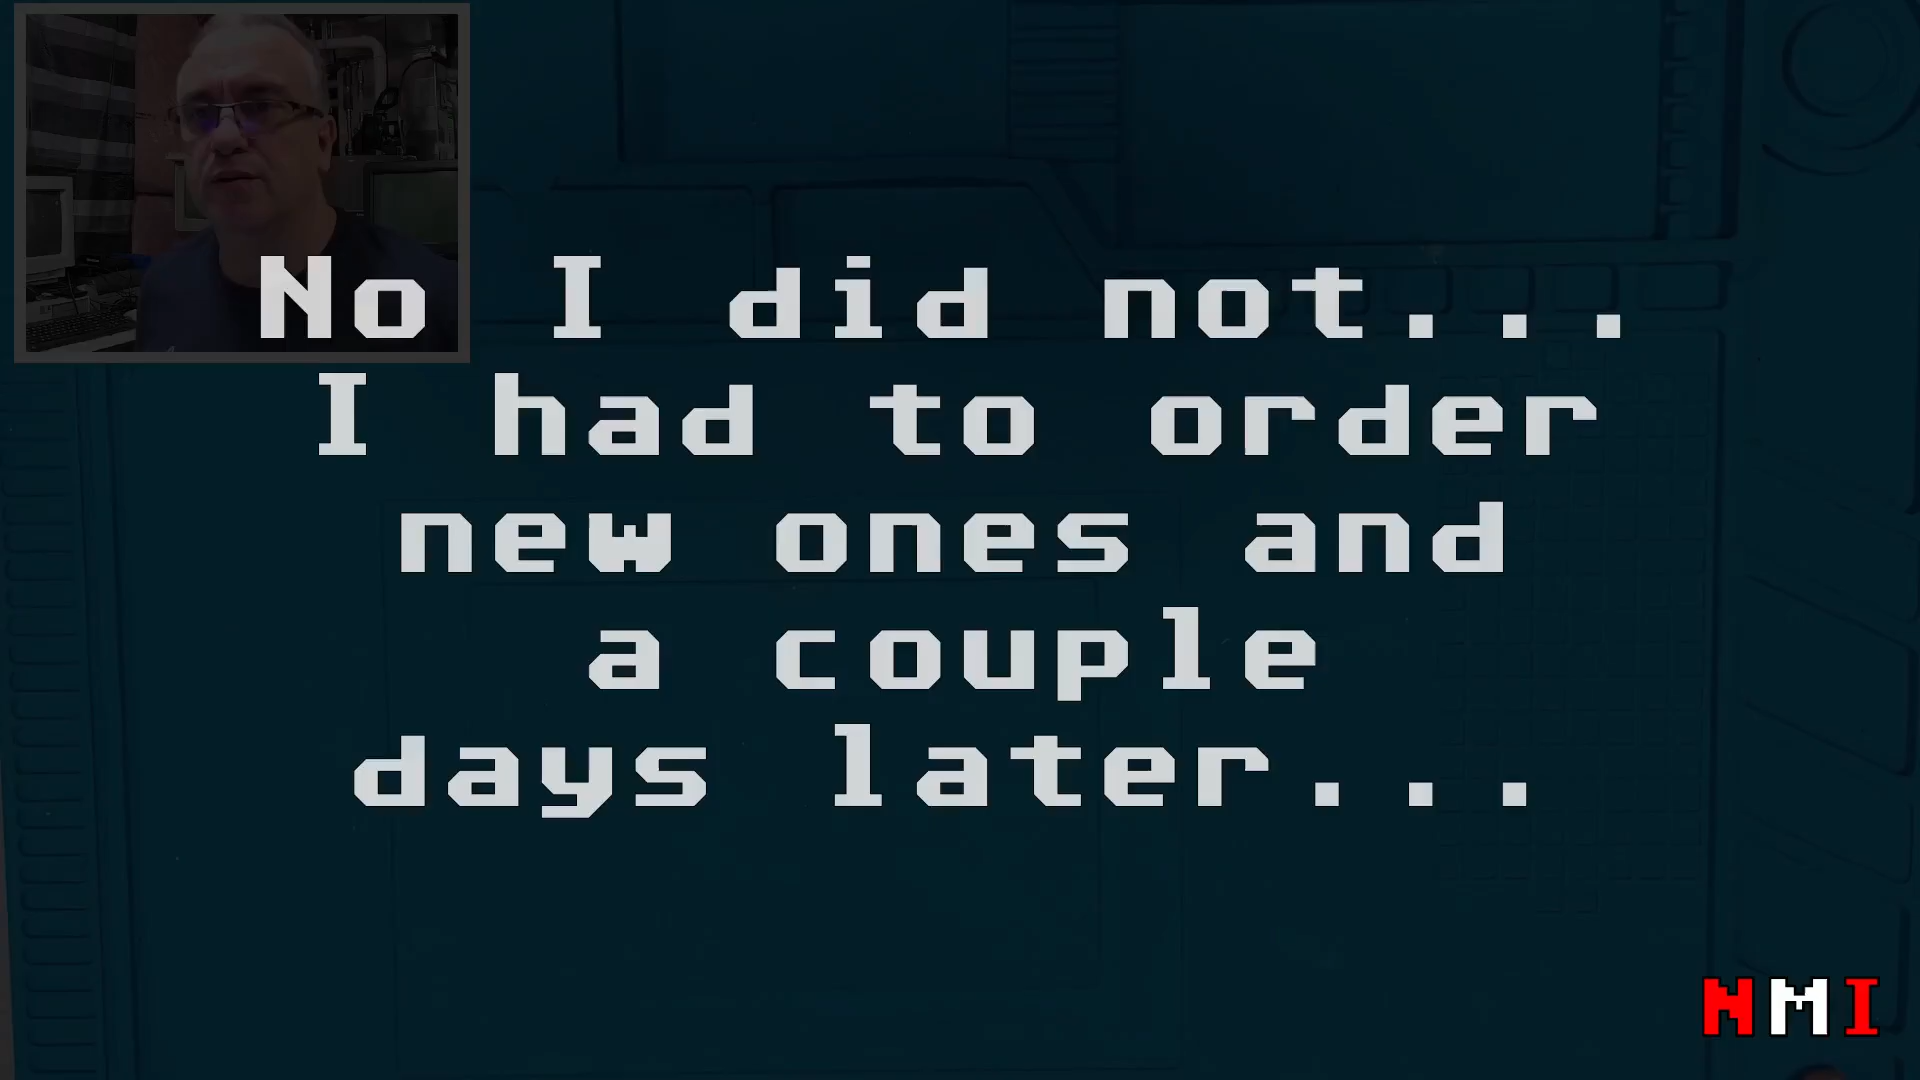 No I did not...
I had to order
new ones and
a couple
days later...
NMI